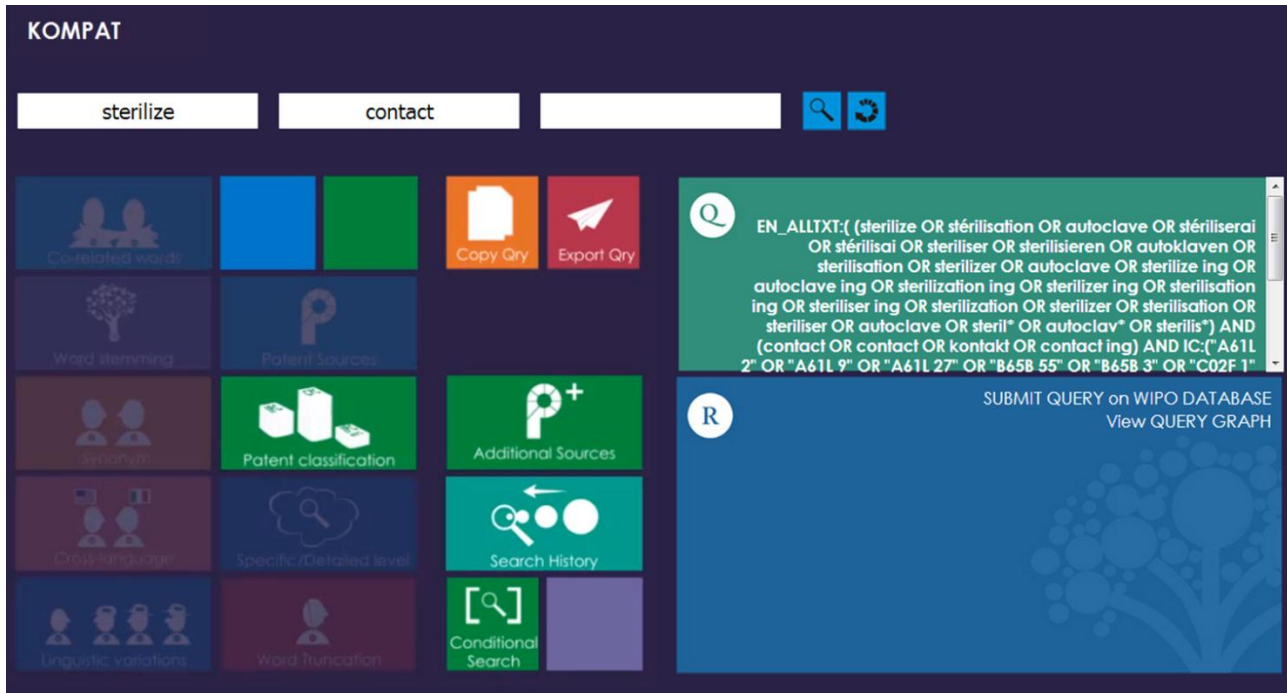 KOMPAT
sterilize
contact
Co-related words
Copy Qry
Export Qry
Word stemming
Patent Sources
Synonym
Patent classification
Additional Sources
Cross-language
Specific/Detailed level
Search History
Linguistic variations
Word Truncation
Conditional
Search
Q
EN_ALLTXT:( (sterilize OR stérilisation OR autoclave OR stériliserai
OR stérilisai OR steriliser OR sterilisieren OR autoklaven OR
sterilisation OR sterilizer OR autoclave OR sterilize ing OR
autoclave ing OR sterilization ing OR sterilizer ing OR sterilisation
ing OR steriliser ing OR sterilization OR sterilizer OR sterilisation OR
steriliser OR autoclave OR steril* OR autoclav* OR sterilis*) AND
(contact OR contact OR kontakt OR contact ing) AND IC:("A61L
2" OR "A61L 9" OR "A61L 27" OR "B65B 55" OR "B65B 3" OR "C02F 1"
R
SUBMIT QUERY on WIPO DATABASE
View QUERY GRAPH